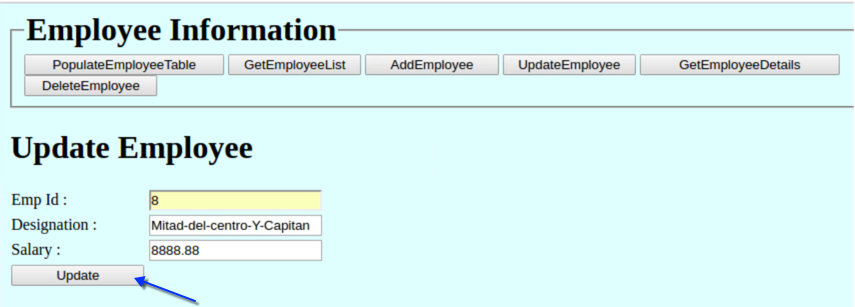 Employee Information
PopulateEmployeeTable GetEmployeeList AddEmployee UpdateEmployee GetEmployeeDetails
DeleteEmployee
Update Employee
Emp Id : 8
Designation : Mitad-del-centro-Y-Capitan
Salary : 8888.88
Update